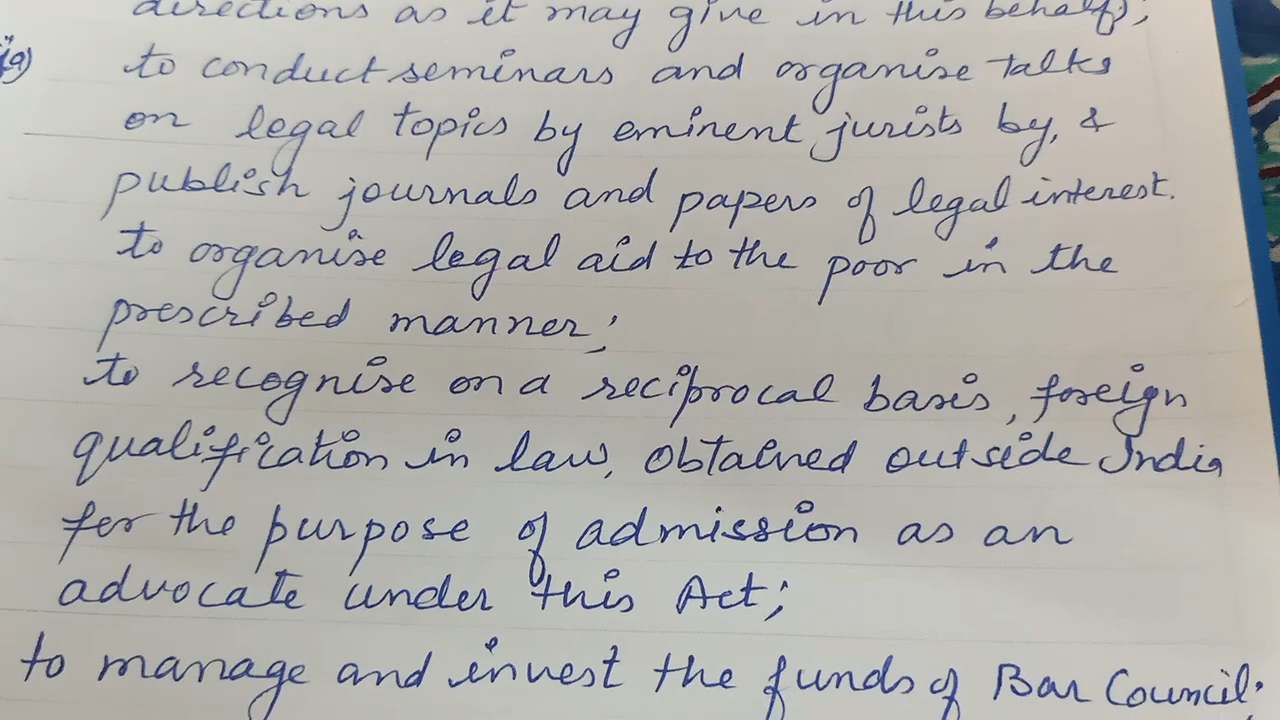 directions as it may give in this behalf);
to conduct seminars and organise talks
on legal topics by eminent jurists by, &
publish journals and papers of legal interest.
to organise legal aid to the poor in the
prescribed manner;
to recognise on a reciprocal basis, foreign
qualification in law, obtained outside India
for the purpose of admission as an
advocate under this Act;
to manage and invest the funds of Bar Council;